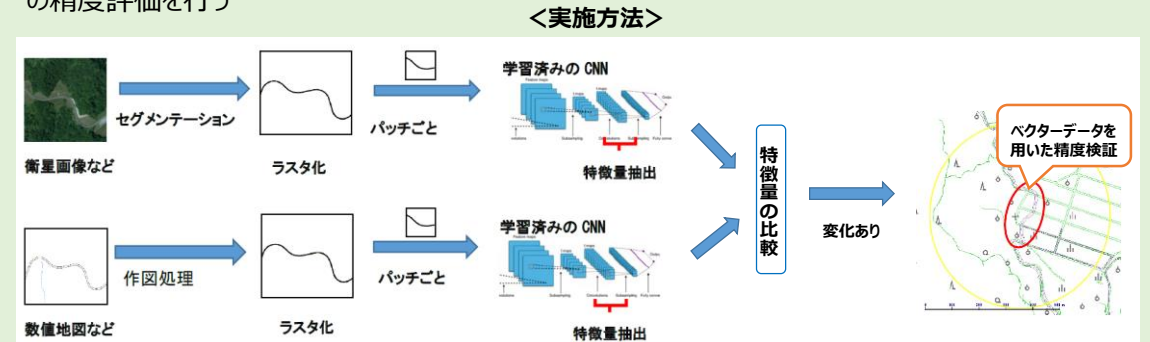 の精度評価を行う
＜実施方法＞
セグメンテーション
衛星画像など
ラスタ化
パッチごと
学習済みの CNN
特徴量抽出
数値地図など
作図処理
ラスタ化
パッチごと
学習済みの CNN
特徴量抽出
特徴量の比較
変化あり
ベクターデータを
用いた精度検証